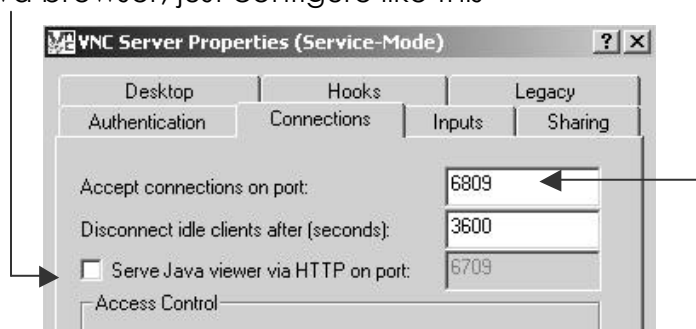 a browser, just configure like this
VNC Server Properties (Service-Mode)
Desktop Hooks Legacy
Authentication Connections Inputs Sharing
Accept connections on port: 6809
Disconnect idle clients after (seconds): 3600
Serve Java viewer via HTTP on port: 6709
Access Control